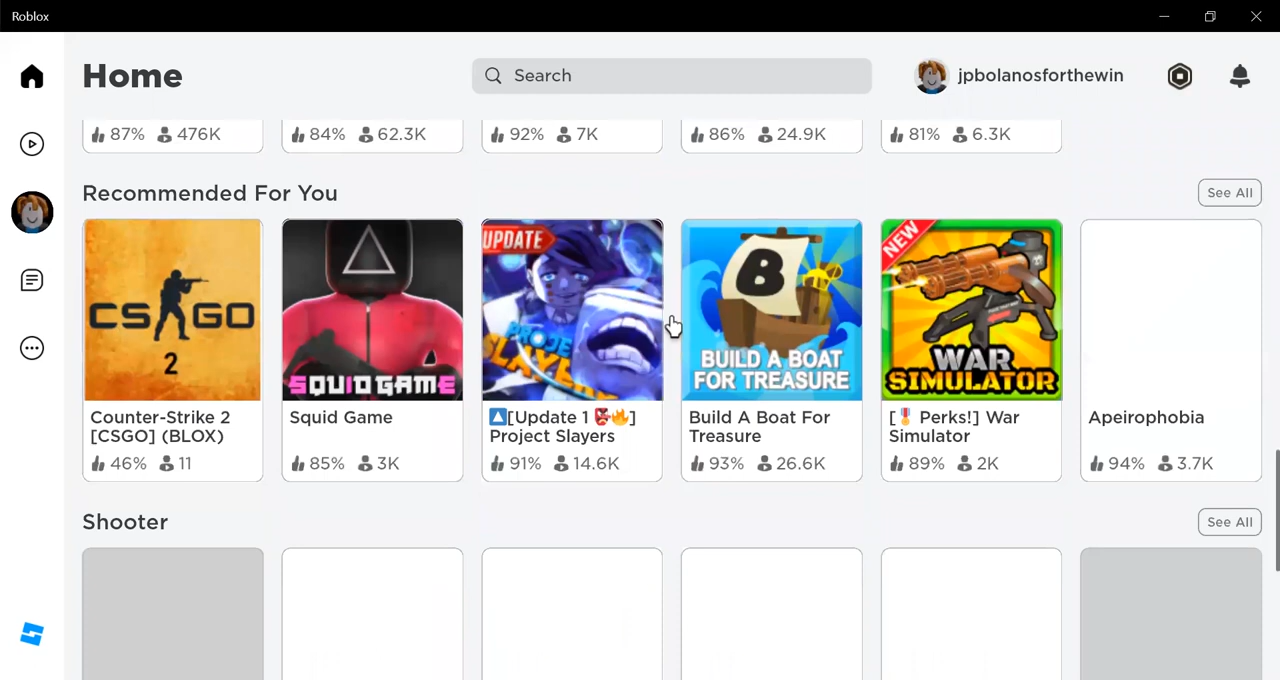 Roblox
Home
Search
jpbolanosforthewin
87% 476K
84% 62.3K
92% 7K
86% 24.9K
81% 6.3K
Recommended For You
See All
CS GO
2
Counter-Strike 2
[CSGO] (BLOX)
46% 11
SQUID GAME
Squid Game
85% 3K
UPDATE
PROJE
SLAYE
[Update 1 👺🔥]
Project Slayers
91% 14.6K
B
BUILD A BOAT
FOR TREASURE
Build A Boat For
Treasure
93% 26.6K
NEW
WAR
SIMULATOR
[🎖️ Perks!] War
Simulator
89% 2K
Apeirophobia
94% 3.7K
Shooter
See All